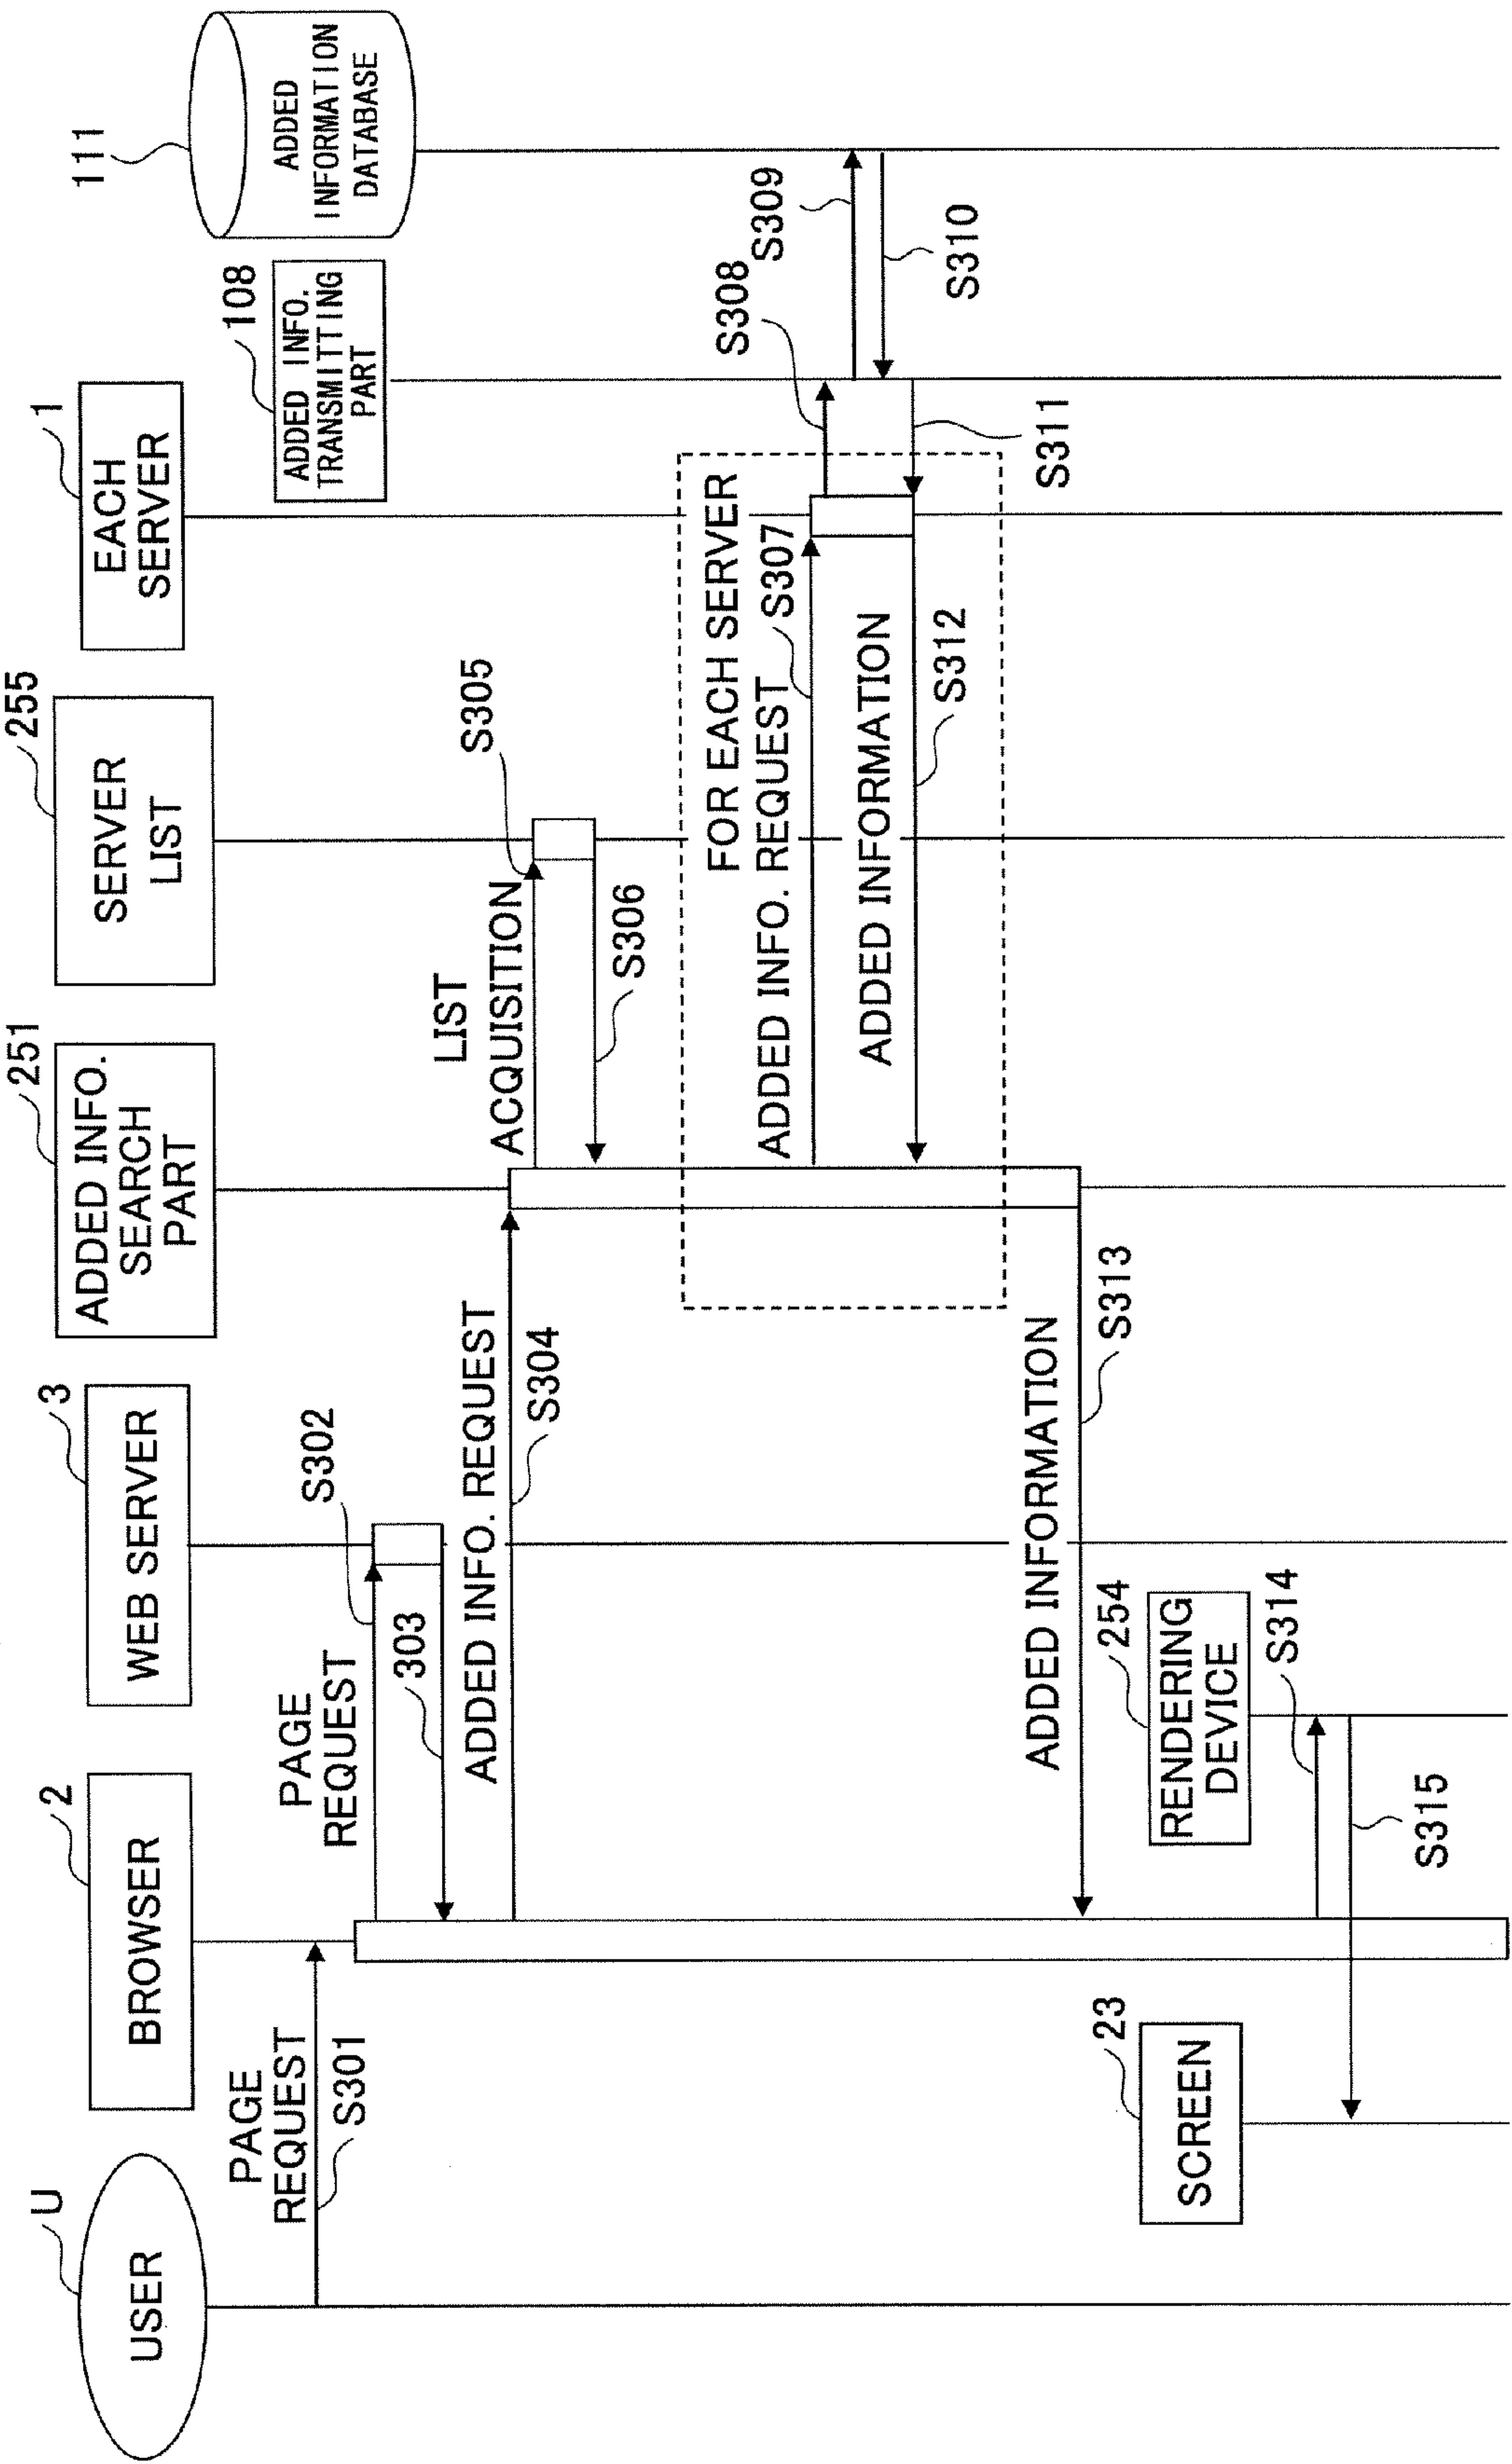 U
USER
2
BROWSER
3
WEB SERVER
251
ADDED INFO.
SEARCH
PART
255
SERVER
LIST
1
EACH
SERVER
108
ADDED INFO.
TRANSMITTING
PART
111
ADDED
INFORMATION
DATABASE
PAGE
REQUEST
S301
PAGE
REQUEST
S302
303
ADDED INFO. REQUEST
S304
LIST
ACQUISITION
S305
S306
FOR EACH SERVER
ADDED INFO. REQUEST
S307
S308
S309
S310
S311
ADDED INFORMATION
S312
ADDED INFORMATION
S313
23
SCREEN
254
RENDERING
DEVICE
S314
S315